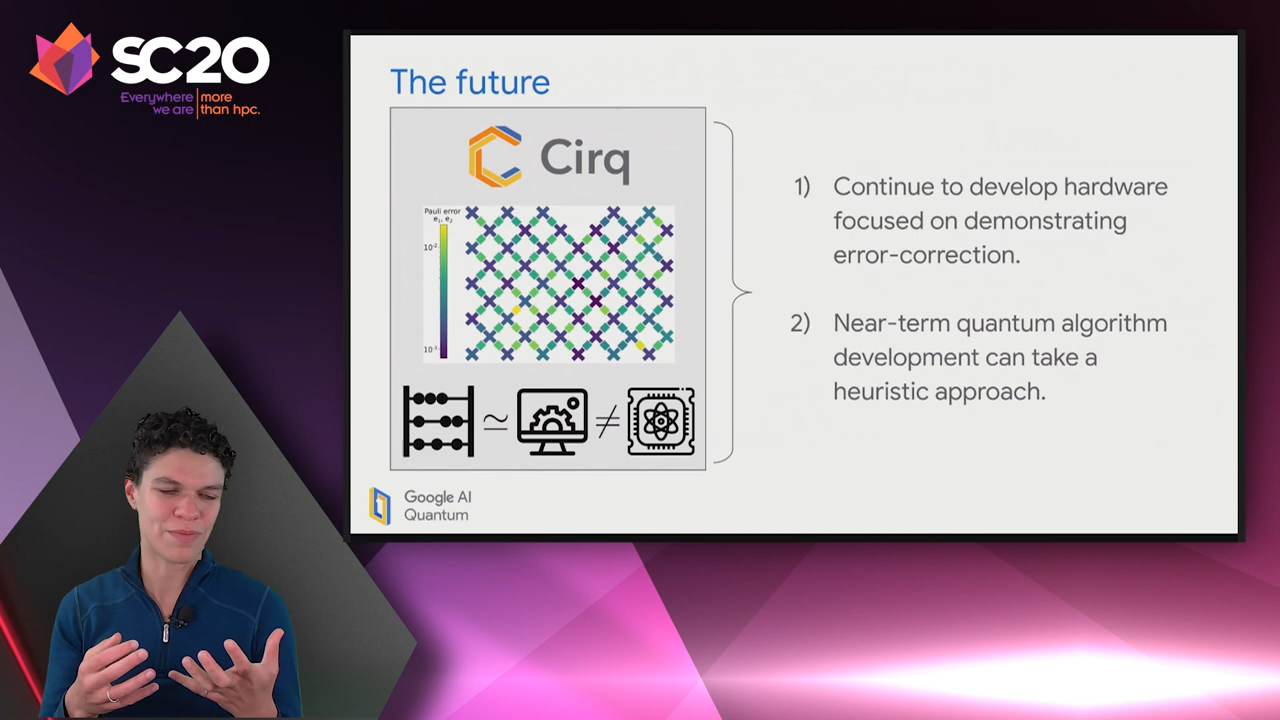 SC20
Everywhere we are | more than hpc.
The future
Cirq
Pauli error
e₁, e₂
10⁻²
10⁻³
≃ ≠
1) Continue to develop hardware
focused on demonstrating
error-correction.
2) Near-term quantum algorithm
development can take a
heuristic approach.
Google AI
Quantum